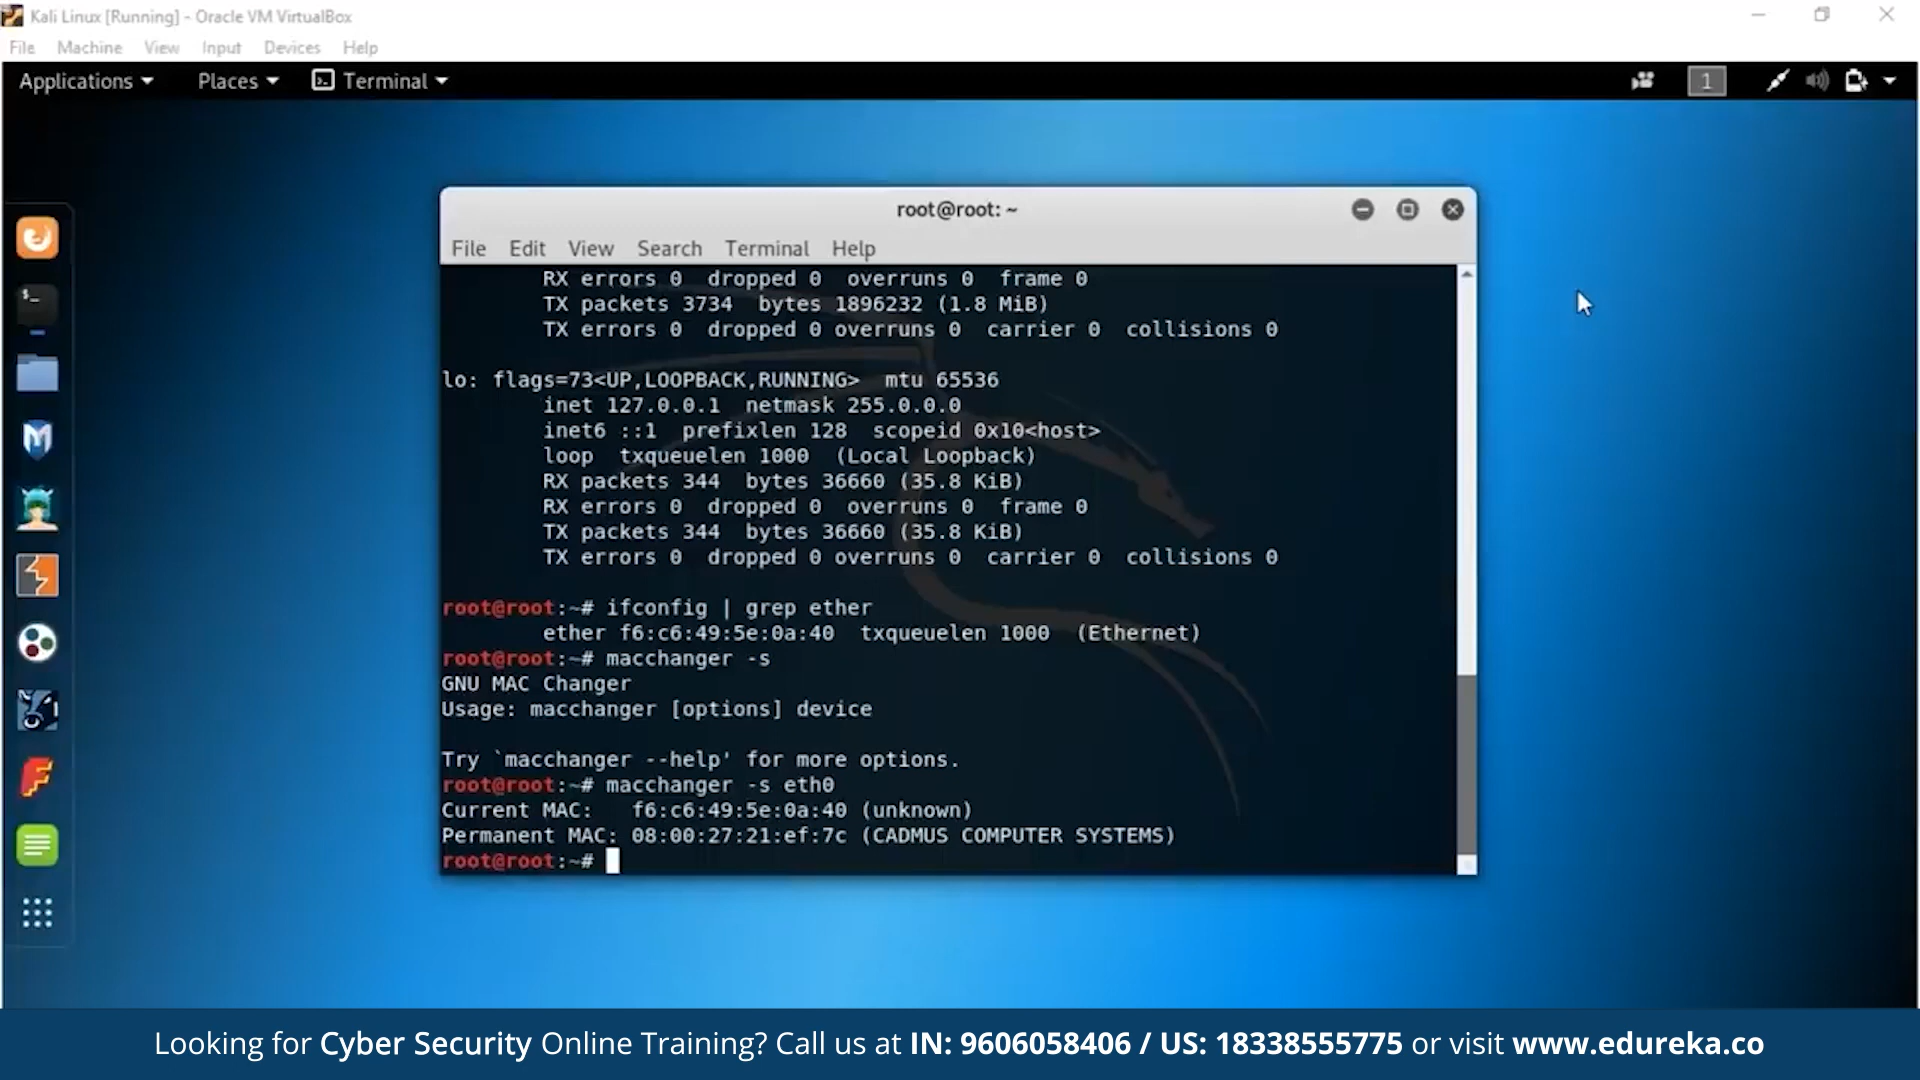 Kali Linux [Running] - Oracle VM VirtualBox
File Machine View Input Devices Help
Applications Places Terminal 1
root@root: ~
File Edit View Search Terminal Help
RX errors 0 dropped 0 overruns 0 frame 0
TX packets 3734 bytes 1896232 (1.8 MiB)
TX errors 0 dropped 0 overruns 0 carrier 0 collisions 0
lo: flags=73<UP,LOOPBACK,RUNNING> mtu 65536
inet 127.0.0.1 netmask 255.0.0.0
inet6 ::1 prefixlen 128 scopeid 0x10<host>
loop txqueuelen 1000 (Local Loopback)
RX packets 344 bytes 36660 (35.8 KiB)
RX errors 0 dropped 0 overruns 0 frame 0
TX packets 344 bytes 36660 (35.8 KiB)
TX errors 0 dropped 0 overruns 0 carrier 0 collisions 0
root@root:~# ifconfig | grep ether
ether f6:c6:49:5e:0a:40 txqueuelen 1000 (Ethernet)
root@root:~# macchanger -s
GNU MAC Changer
Usage: macchanger [options] device
Try `macchanger --help' for more options.
root@root:~# macchanger -s eth0
Current MAC: f6:c6:49:5e:0a:40 (unknown)
Permanent MAC: 08:00:27:21:ef:7c (CADMUS COMPUTER SYSTEMS)
root@root:~#
Looking for Cyber Security Online Training? Call us at IN: 9606058406 / US: 18338555775 or visit www.edureka.co